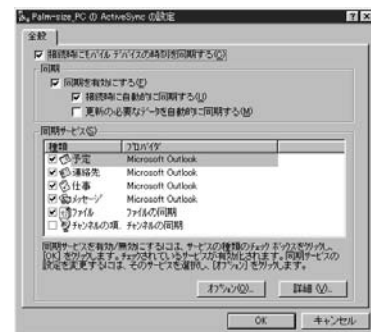 Palm-size_PC の ActiveSync の設定
全般
接続時にモバイル デバイスの時刻を同期する(C)
同期
同期を有効にする(E)
接続時に自動的に同期する(U)
更新の必要なデータを自動的に同期する(M)
同期サービス(S)
種類 プロバイダ
予定 Microsoft Outlook
連絡先 Microsoft Outlook
仕事 Microsoft Outlook
メッセージ Microsoft Outlook
ファイル ファイルの同期
チャンネルの項 チャンネルの同期
同期サービスを有効/無効にするには、サービスの種類のチェック ボックスをクリックし、
[OK] をクリックします。チェックされているサービスが有効化されます。同期サービスの
設定を変更するには、そのサービスを選択し、[オプション] をクリックします。
オプション(O)... 詳細(V)...
OK キャンセル